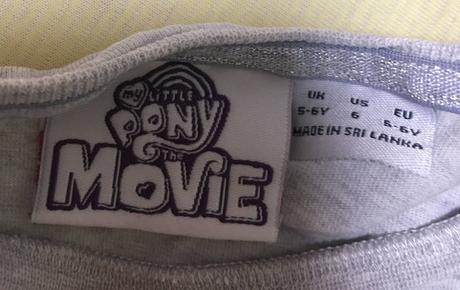 my LiTTLE
PONY
THE
MOViE
UK US EU
5-6Y 6 5-6Y
MADE IN SRI LANKA